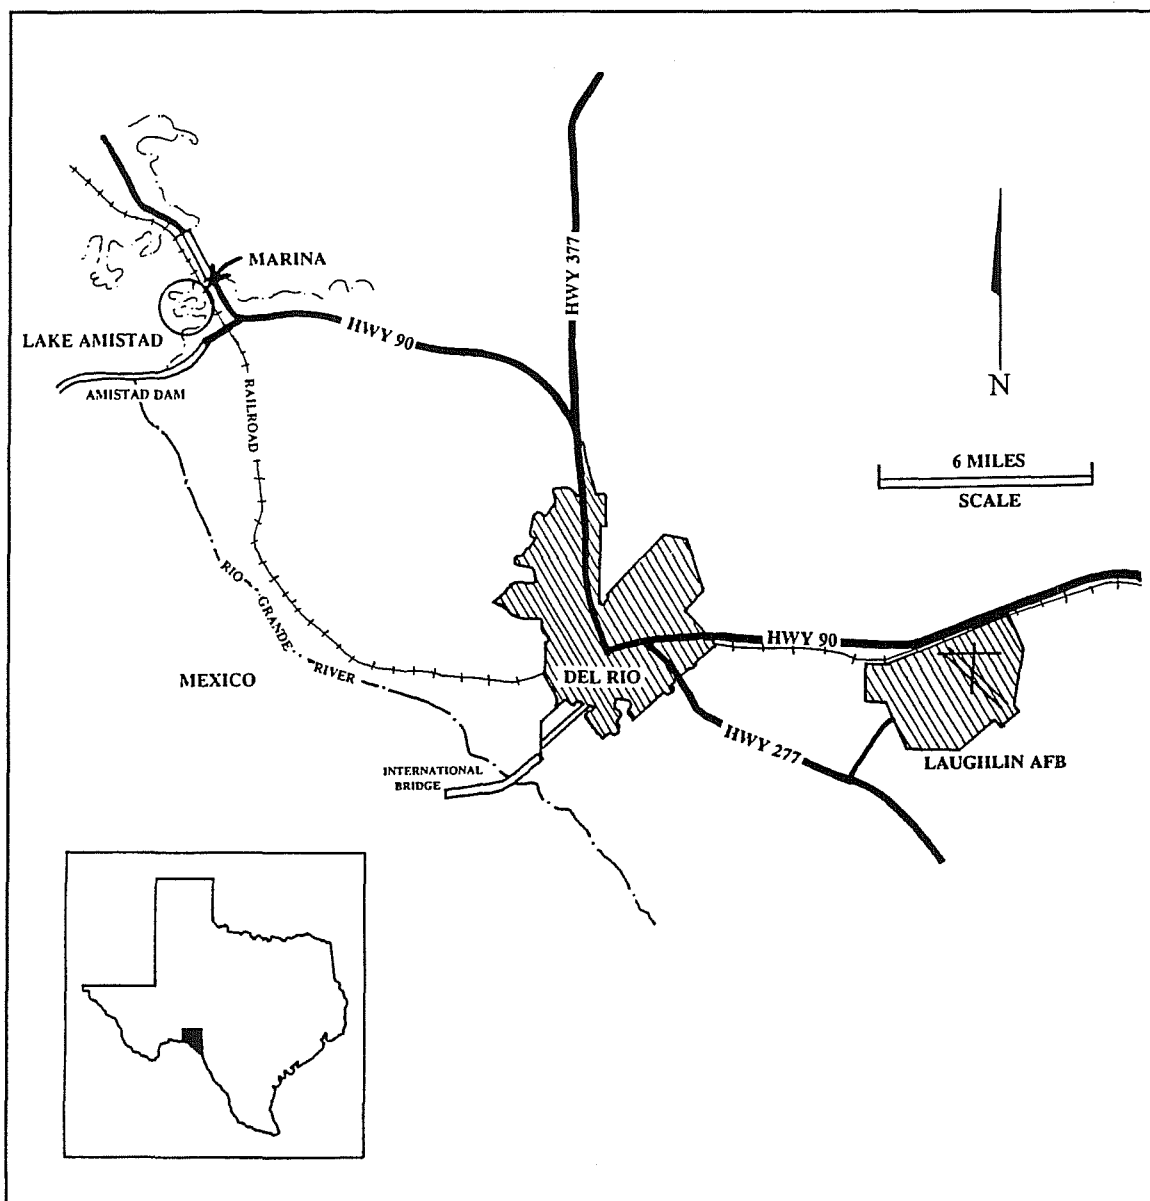 HWY 377
MARINA
LAKE AMISTAD
HWY 90
AMISTAD DAM
RAILROAD
N
6 MILES
SCALE
RIO GRANDE RIVER
MEXICO
HWY 90
DEL RIO
HWY 277
LAUGHLIN AFB
INTERNATIONAL
BRIDGE